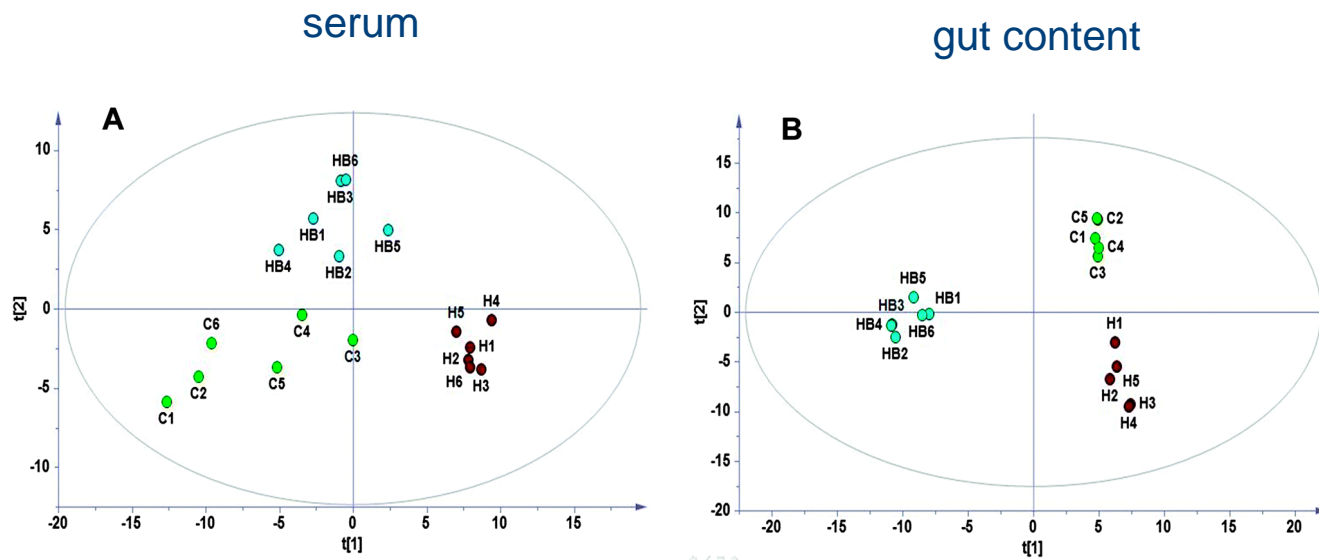 serum
gut content
A
10
5
0
-5
-10
t[2]
HB6
HB3
HB1
HB5
HB4
HB2
C6
C4
C3
C5
C2
C1
H5
H4
H1
H2
H6
H3
-20
-15
-10
-5
0
5
10
15
t[1]
B
15
10
5
0
-5
-10
-15
-20
t[2]
C5
C2
C1
C4
C3
HB5
HB3
HB1
HB4
HB6
HB2
H1
H5
H2
H3
H4
-20
-15
-10
-5
0
5
10
15
20
t[1]